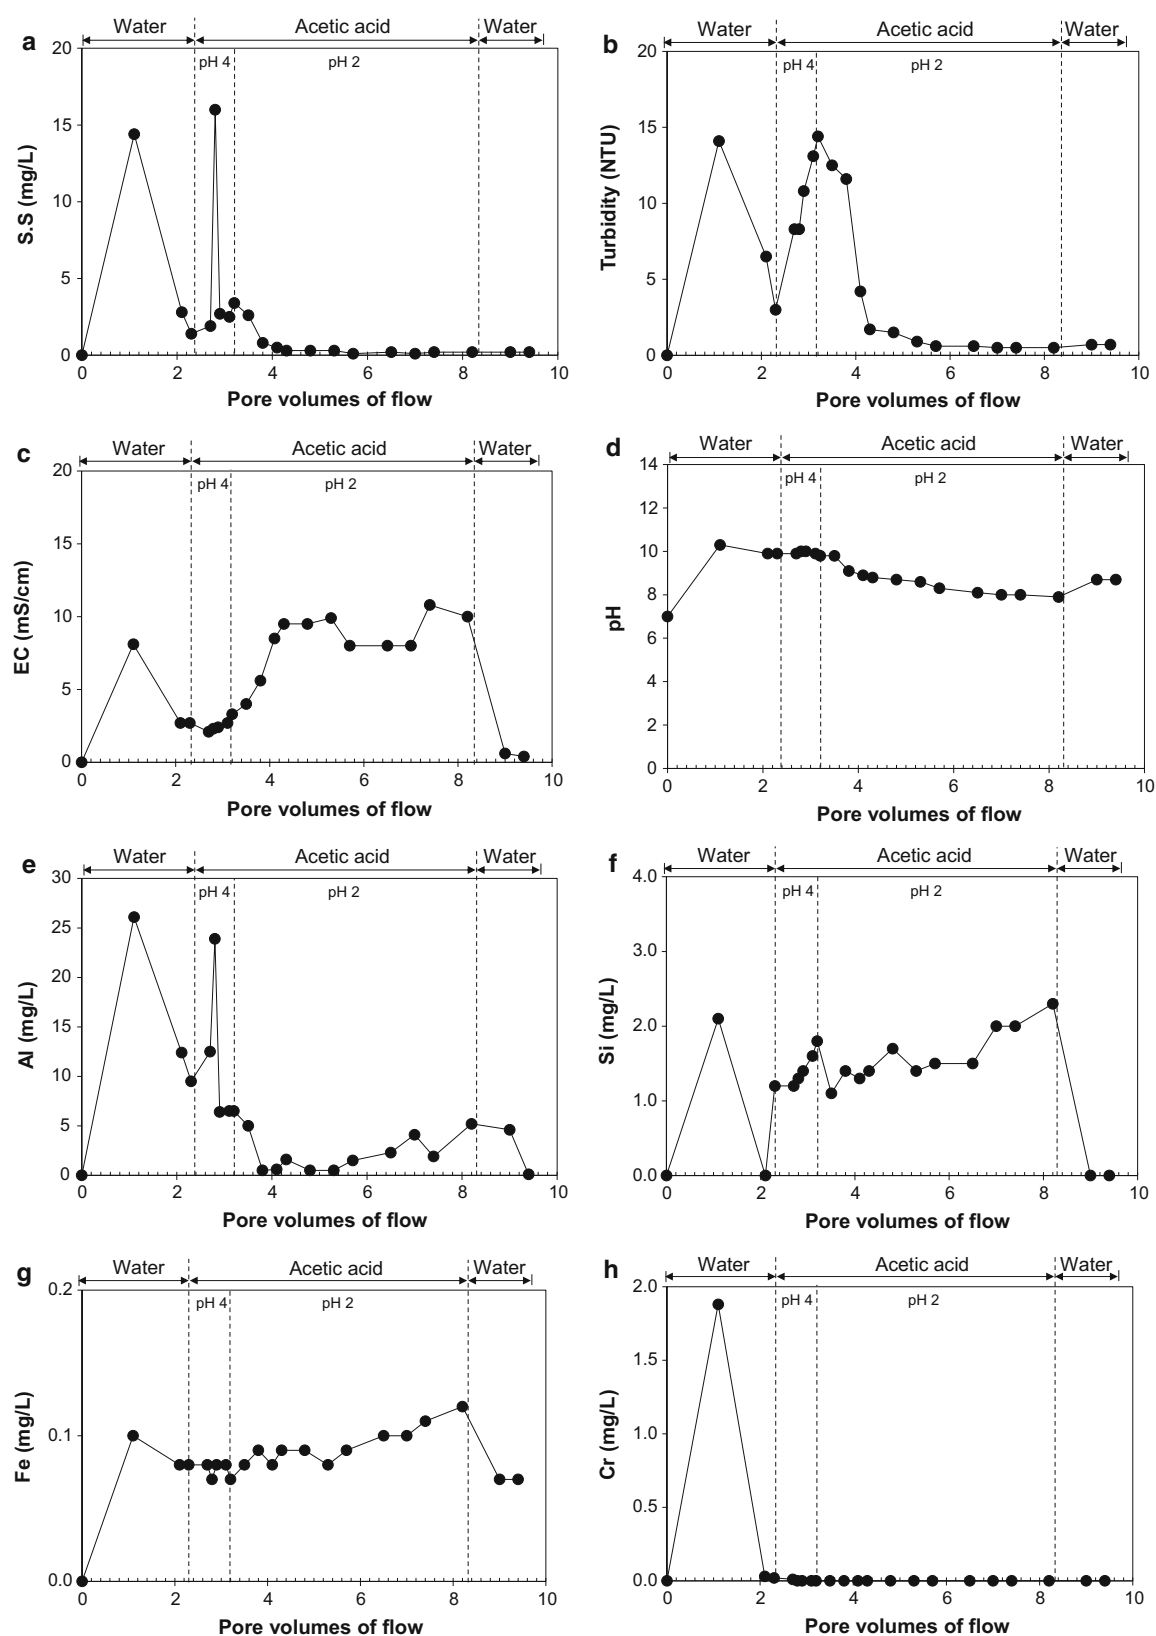 a
Water
Acetic acid
Water
pH 4
pH 2
20
15
10
5
0
S.S (mg/L)
0 2 4 6 8 10
Pore volumes of flow
b
Water
Acetic acid
Water
pH 4
pH 2
20
15
10
5
0
Turbidity (NTU)
0 2 4 6 8 10
Pore volumes of flow
c
Water
Acetic acid
Water
pH 4
pH 2
20
15
10
5
0
EC (mS/cm)
0 2 4 6 8 10
Pore volumes of flow
d
Water
Acetic acid
Water
pH 4
pH 2
14
12
10
8
6
4
2
0
pH
0 2 4 6 8 10
Pore volumes of flow
e
Water
Acetic acid
Water
pH 4
pH 2
30
25
20
15
10
5
0
Al (mg/L)
0 2 4 6 8 10
Pore volumes of flow
f
Water
Acetic acid
Water
pH 4
pH 2
4.0
3.0
2.0
1.0
0.0
Si (mg/L)
0 2 4 6 8 10
Pore volumes of flow
g
Water
Acetic acid
Water
pH 4
pH 2
0.2
0.1
0.0
Fe (mg/L)
0 2 4 6 8 10
Pore volumes of flow
h
Water
Acetic acid
Water
pH 4
pH 2
2.0
1.5
1.0
0.5
0.0
Cr (mg/L)
0 2 4 6 8 10
Pore volumes of flow